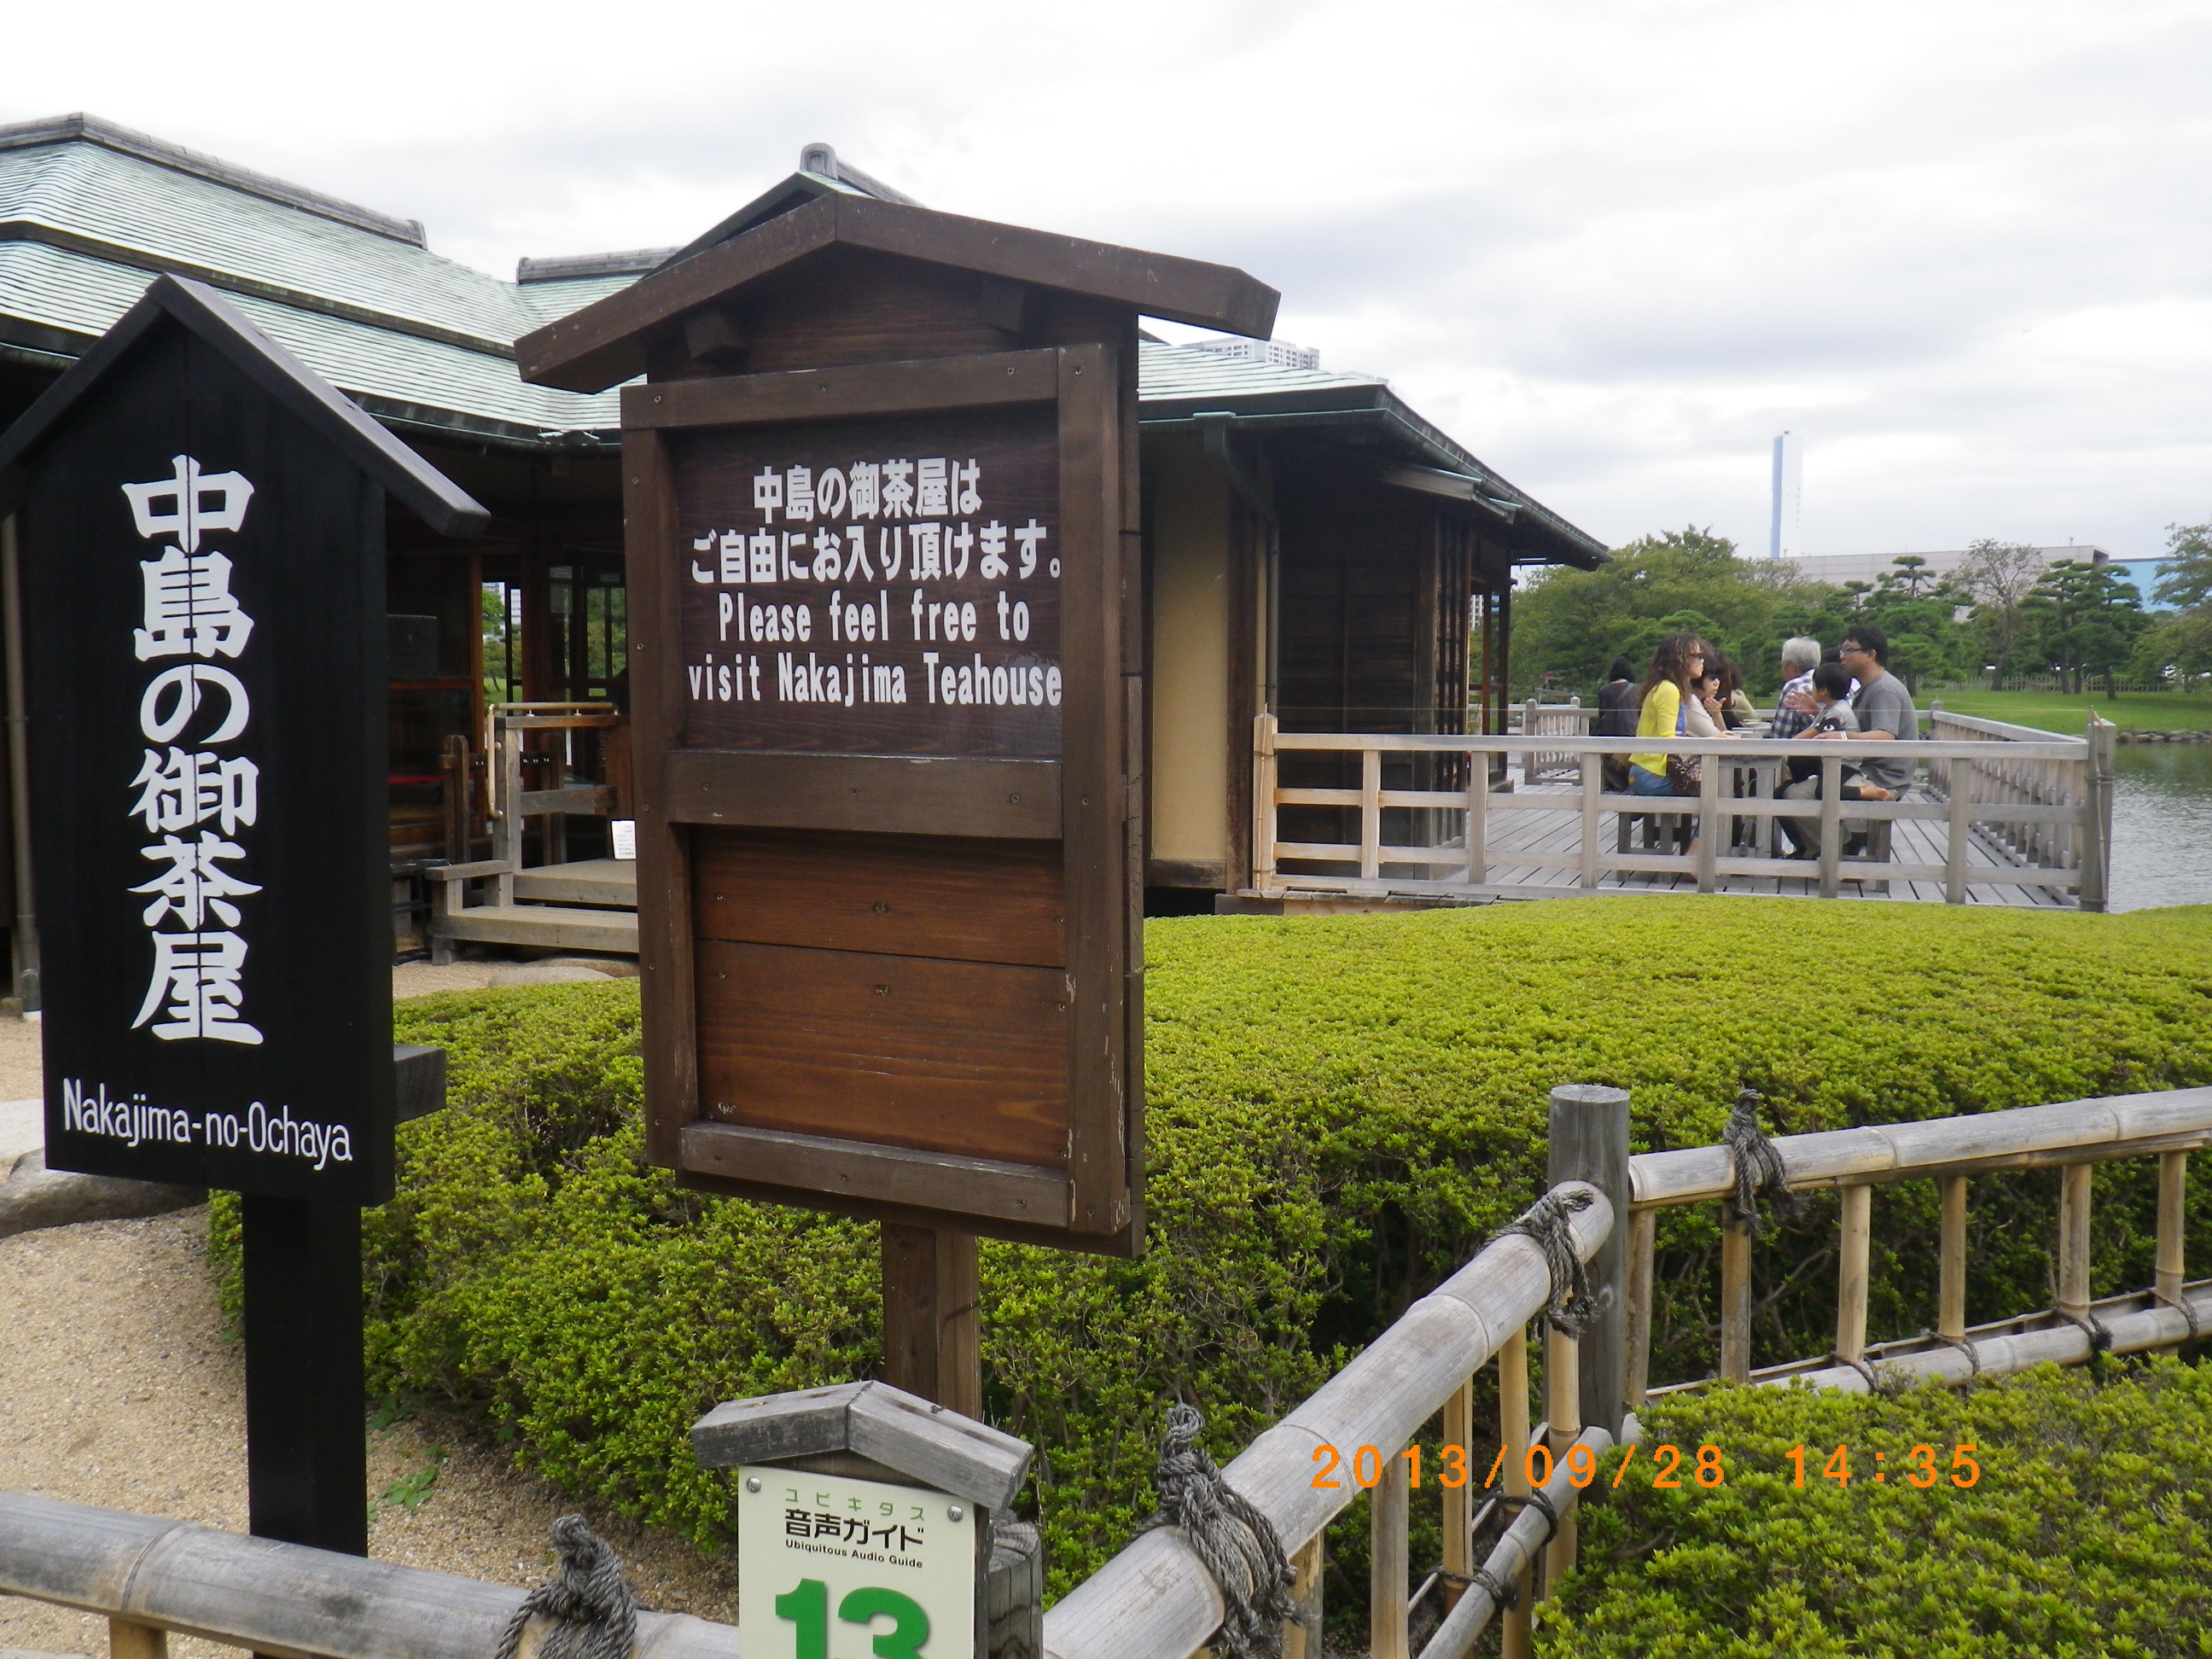 中島の御茶屋
Nakajima-no-Ochaya
中島の御茶屋は
ご自由にお入り頂けます。
Please feel free to
visit Nakajima Teahouse
ユビキタス
音声ガイド
Ubiquitous Audio Guide
13
2013/09/28 14:35